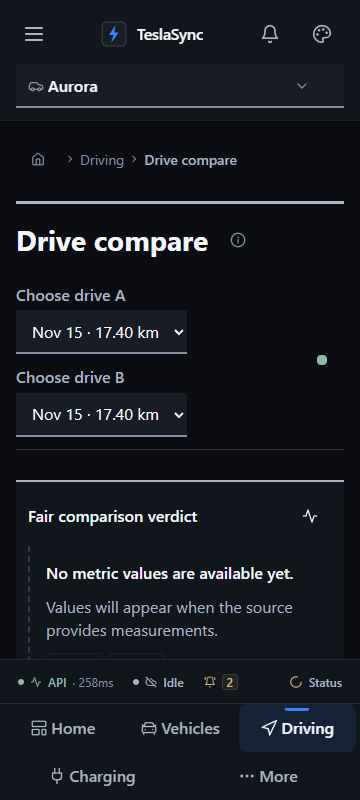 TeslaSync
Aurora
Driving
Drive compare
Drive compare
Choose drive A
Nov 15 · 17.40 km
Choose drive B
Nov 15 · 17.40 km
Fair comparison verdict
No metric values are available yet.
Values will appear when the source
provides measurements.
API · 258ms
Idle
2
Status
Home
Vehicles
Driving
Charging
More